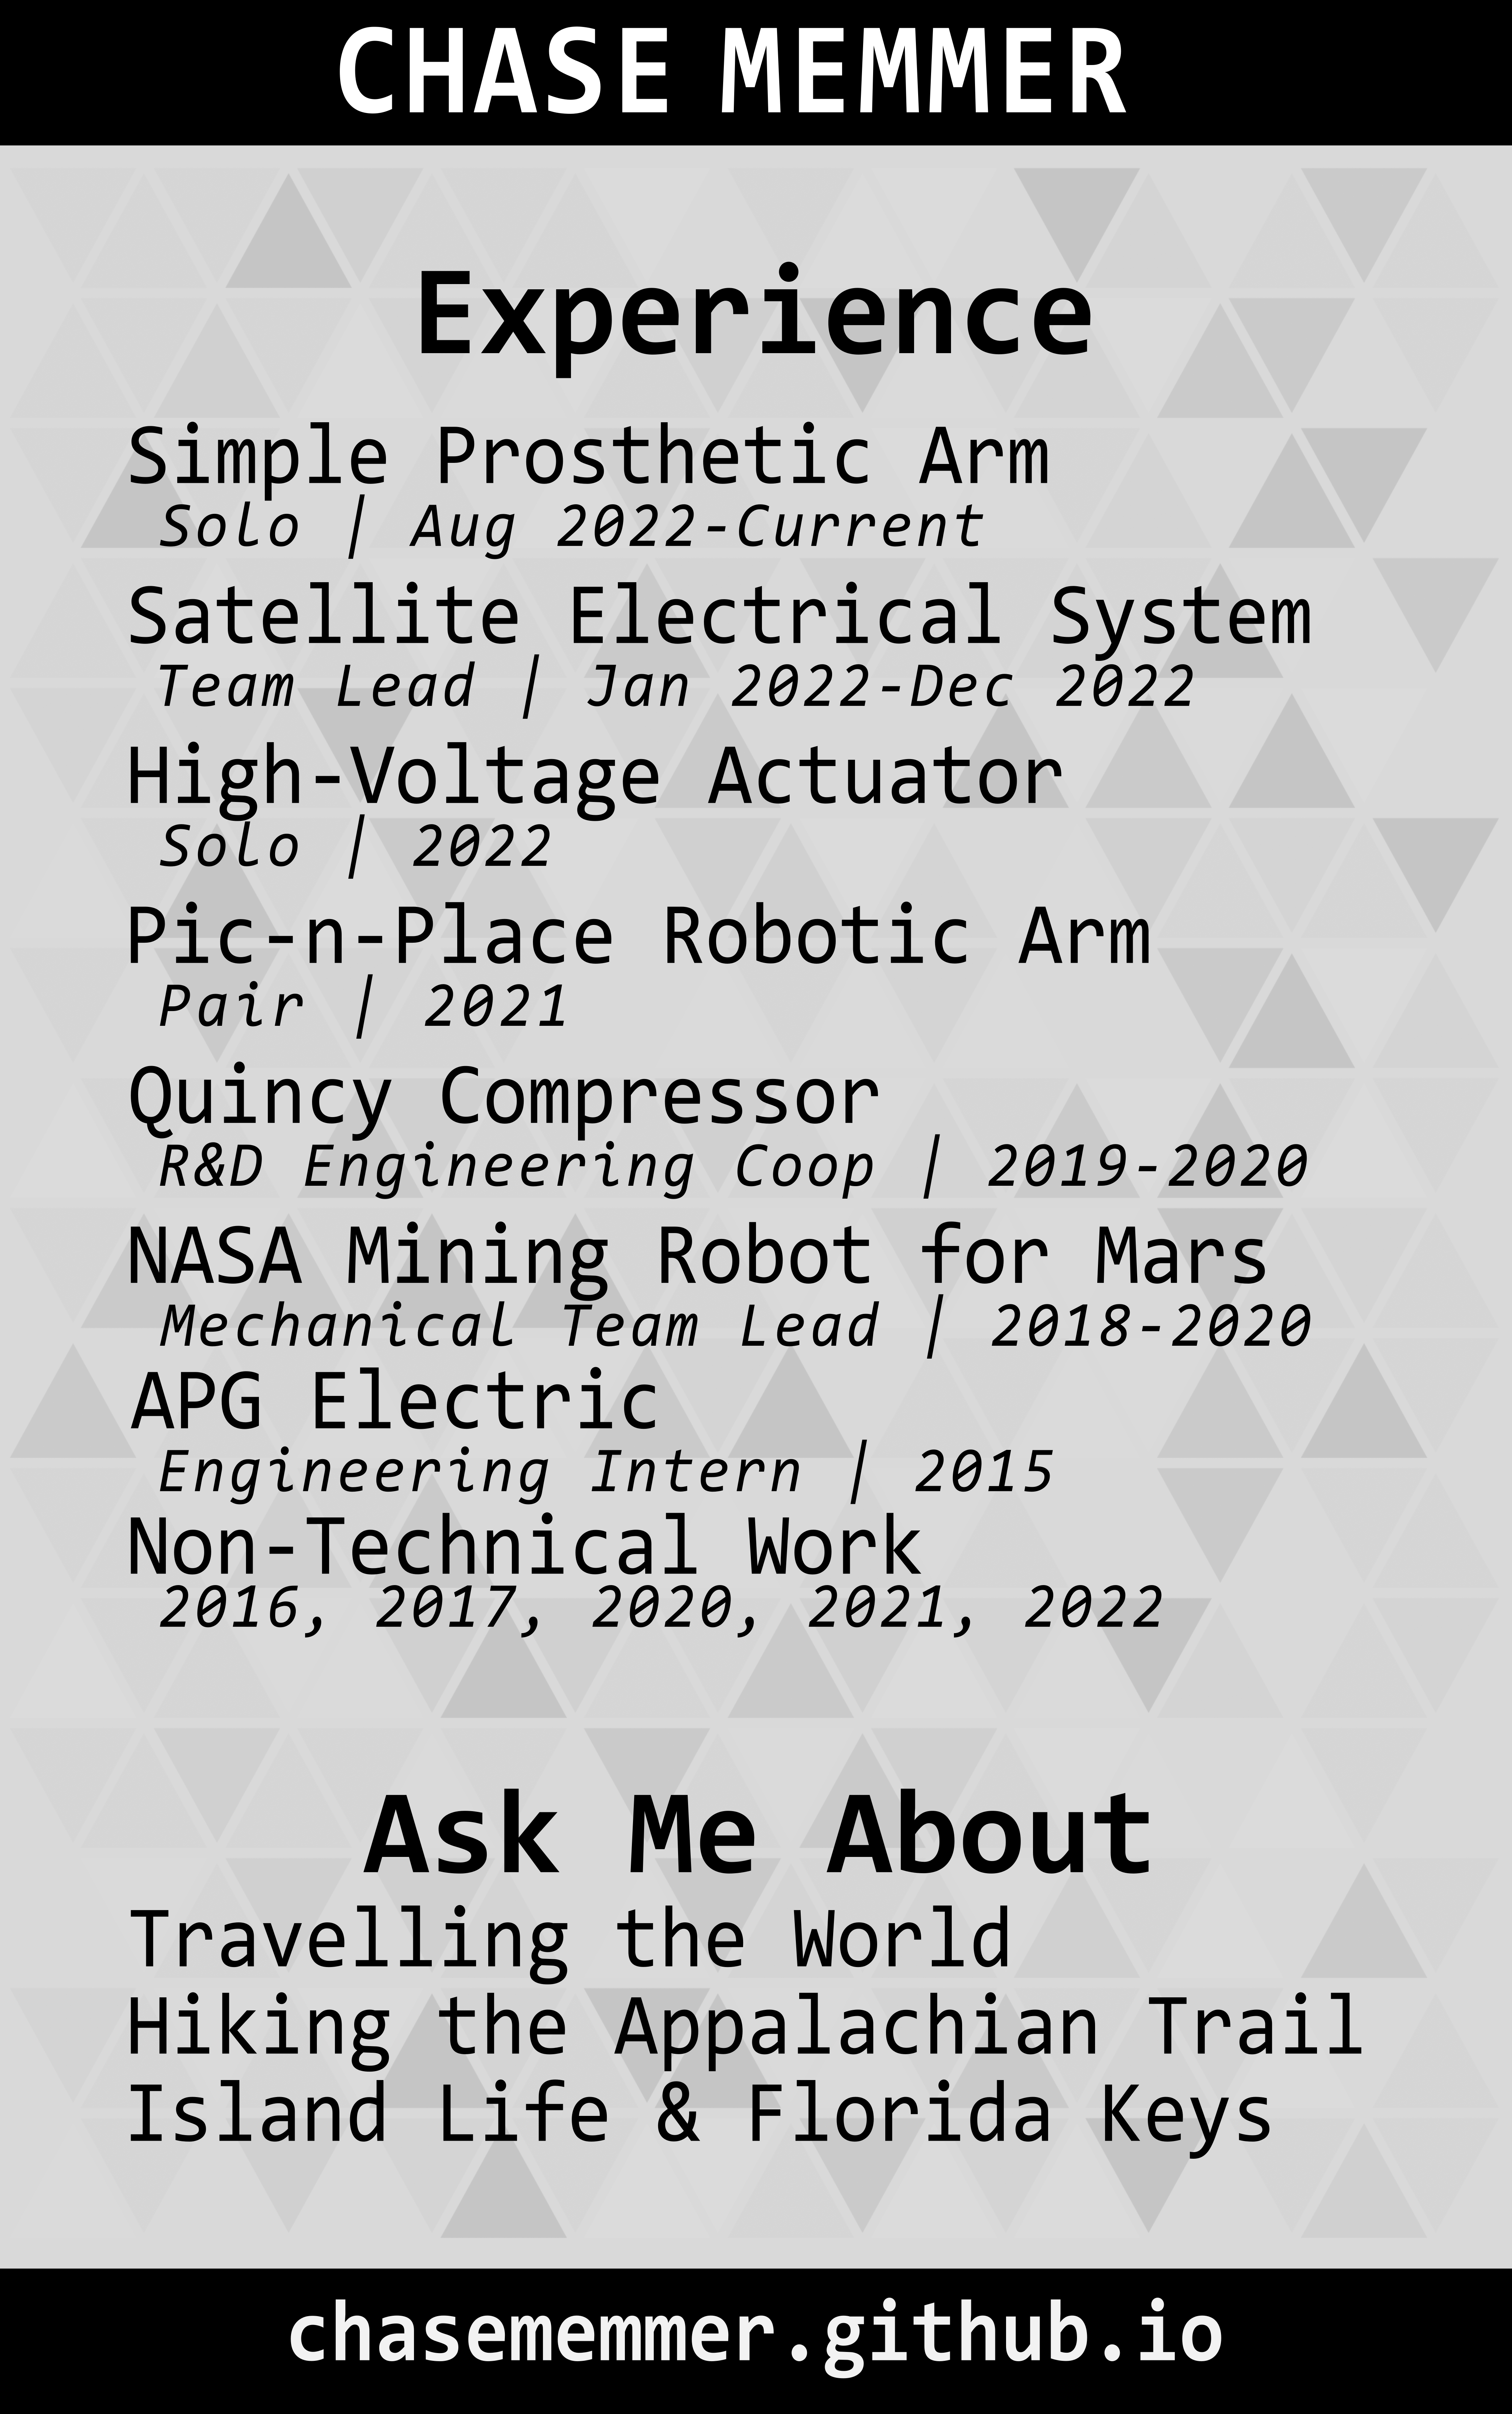 CHASE MEMMER
Experience
Simple Prosthetic Arm
Solo | Aug 2022-Current
Satellite Electrical System
Team Lead | Jan 2022-Dec 2022
High-Voltage Actuator
Solo | 2022
Pic-n-Place Robotic Arm
Pair | 2021
Quincy Compressor
R&D Engineering Coop | 2019-2020
NASA Mining Robot for Mars
Mechanical Team Lead | 2018-2020
APG Electric
Engineering Intern | 2015
Non-Technical Work
2016, 2017, 2020, 2021, 2022
Ask Me About
Travelling the World
Hiking the Appalachian Trail
Island Life & Florida Keys
chasememmer.github.io